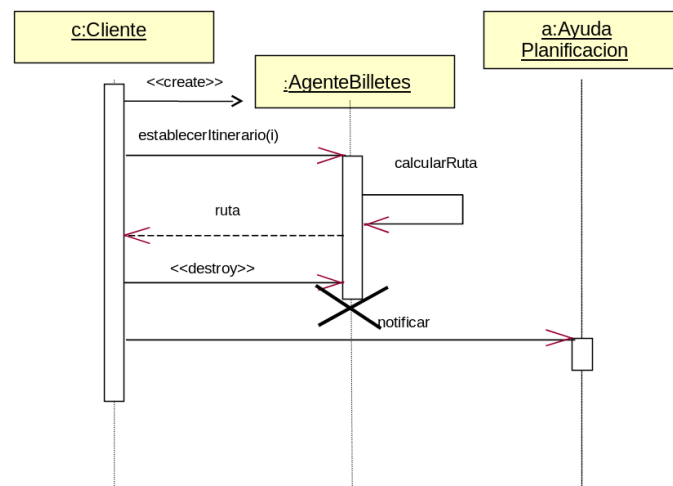 c:Cliente
a:Ayuda
Planificacion
<<create>>
:AgenteBilletes
establecerItinerario(i)
calcularRuta
ruta
<<destroy>>
notificar